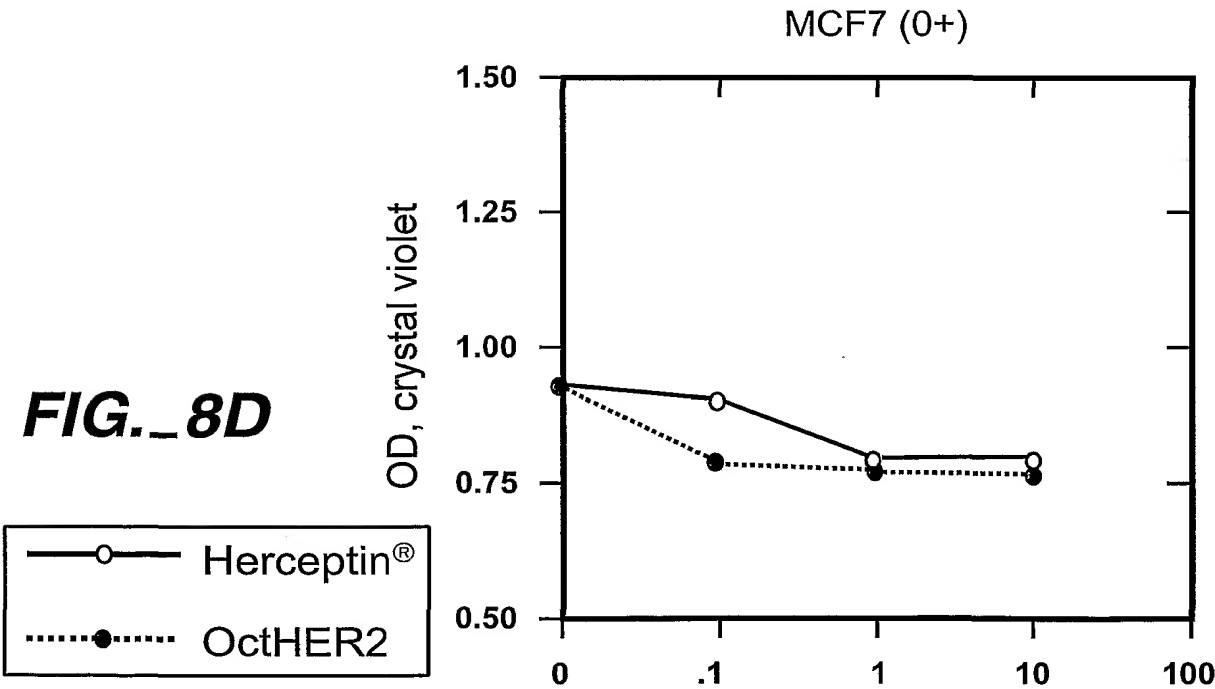 MCF7 (0+)
1.50
1.25
1.00
0.75
0.50
OD, crystal violet
0
.1
1
10
100
FIG._8D
Herceptin®
OctHER2